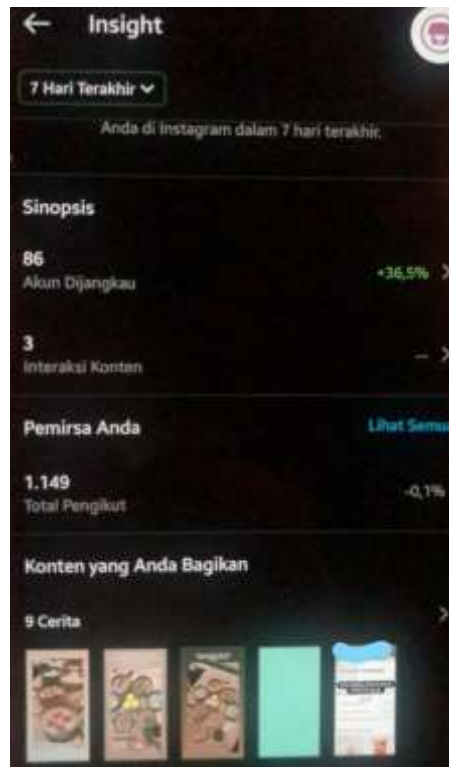 Insight
7 Hari Terakhir
Anda di Instagram dalam 7 hari terakhir.
Sinopsis
86
Akun Dijangkau
+36,5%
3
Interaksi Konten
--
Pemirsa Anda
Lihat Semua
1.149
Total Pengikut
-0,1%
Konten yang Anda Bagikan
9 Cerita